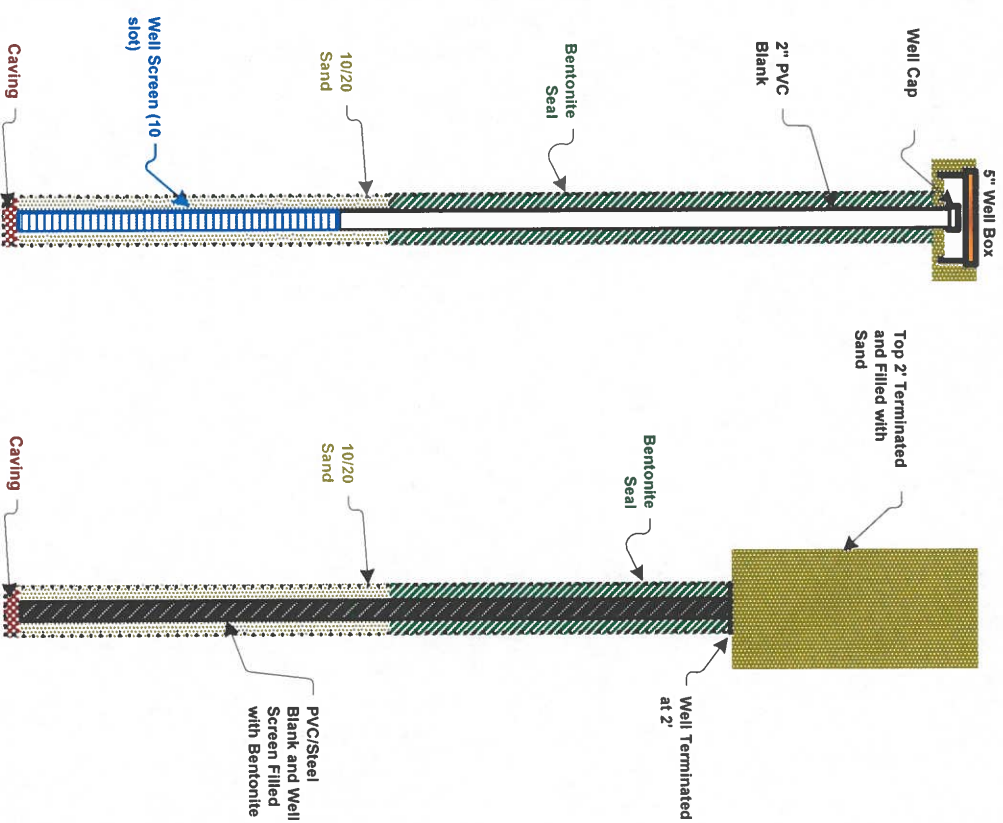 5" Well Box
Well Cap
2" PVC
Blank
Bentonite
Seal
10/20
Sand
Well Screen (10
slot)
Caving
Top 2' Terminated
and Filled with
Sand
Bentonite
Seal
Well Terminated
at 2'
10/20
Sand
PVC/Steel
Blank and Well
Screen Filled
with Bentonite
Caving